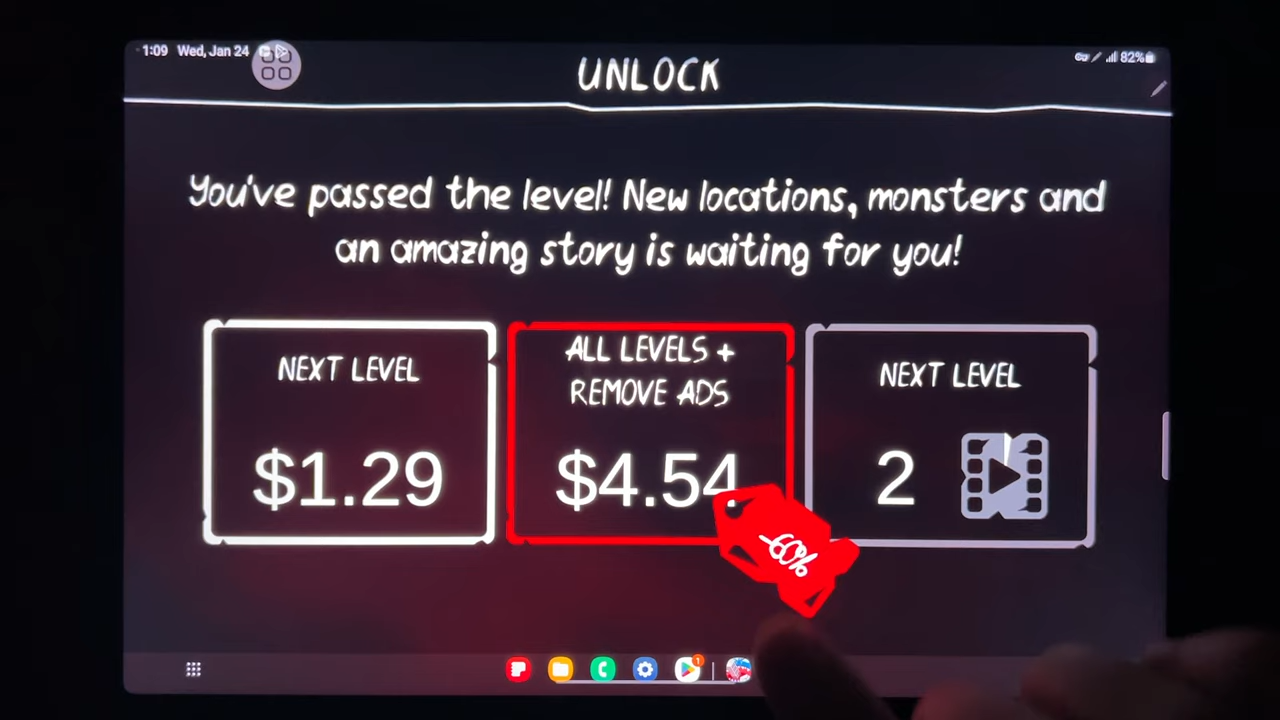 1:09 Wed, Jan 24
82%
UNLOCK
You've passed the level! New locations, monsters and
an amazing story is waiting for you!
NEXT LEVEL
$1.29
ALL LEVELS +
REMOVE ADS
$4.54
-60%
NEXT LEVEL
2
1